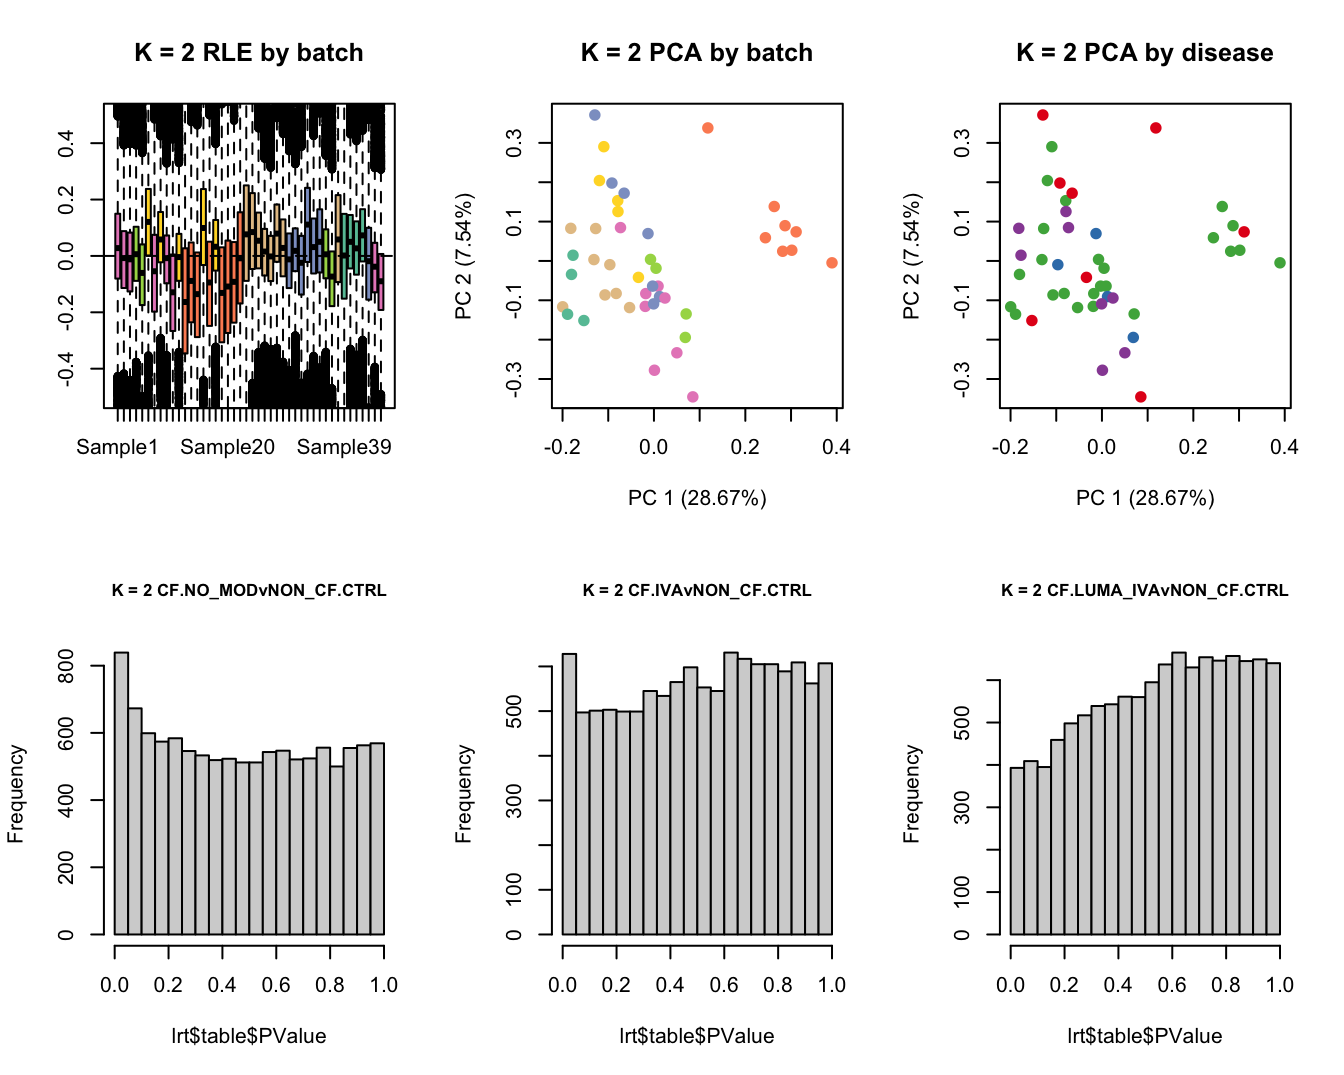 K = 2 RLE by batch
0.4
0.2
0.0
-0.2
-0.4
Sample1 Sample20 Sample39
K = 2 PCA by batch
PC 2 (7.54%)
0.3
0.1
-0.1
-0.3
-0.2 0.0 0.2 0.4
PC 1 (28.67%)
K = 2 PCA by disease
PC 2 (7.54%)
0.3
0.1
-0.1
-0.3
-0.2 0.0 0.2 0.4
PC 1 (28.67%)
K = 2 CF.NO_MODvNON_CF.CTRL
Frequency
800
600
400
200
0
0.0 0.2 0.4 0.6 0.8 1.0
lrt$table$PValue
K = 2 CF.IVAvNON_CF.CTRL
Frequency
500
300
100
0
0.0 0.2 0.4 0.6 0.8 1.0
lrt$table$PValue
K = 2 CF.LUMA_IVAvNON_CF.CTRL
Frequency
500
300
100
0
0.0 0.2 0.4 0.6 0.8 1.0
lrt$table$PValue